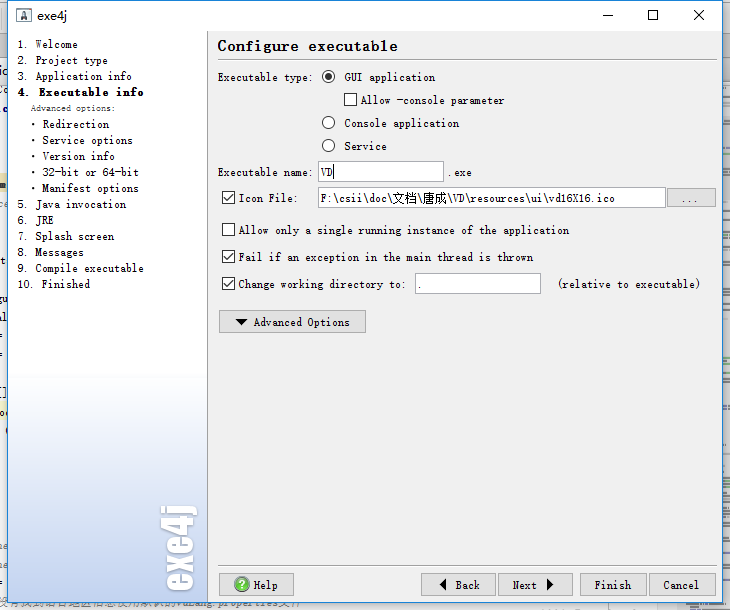 exe4j
1. Welcome
2. Project type
3. Application info
4. Executable info
Advanced options:
· Redirection
· Service options
· Version info
· 32-bit or 64-bit
· Manifest options
5. Java invocation
6. JRE
7. Splash screen
8. Messages
9. Compile executable
10. Finished
exe4j
Configure executable
Executable type: GUI application
Allow -console parameter
Console application
Service
Executable name: VD .exe
Icon File: F:\csii\doc\文档\唐成\VD\resources\ui\vd16X16.ico ...
Allow only a single running instance of the application
Fail if an exception in the main thread is thrown
Change working directory to: . (relative to executable)
Advanced Options
Help Back Next Finish Cancel